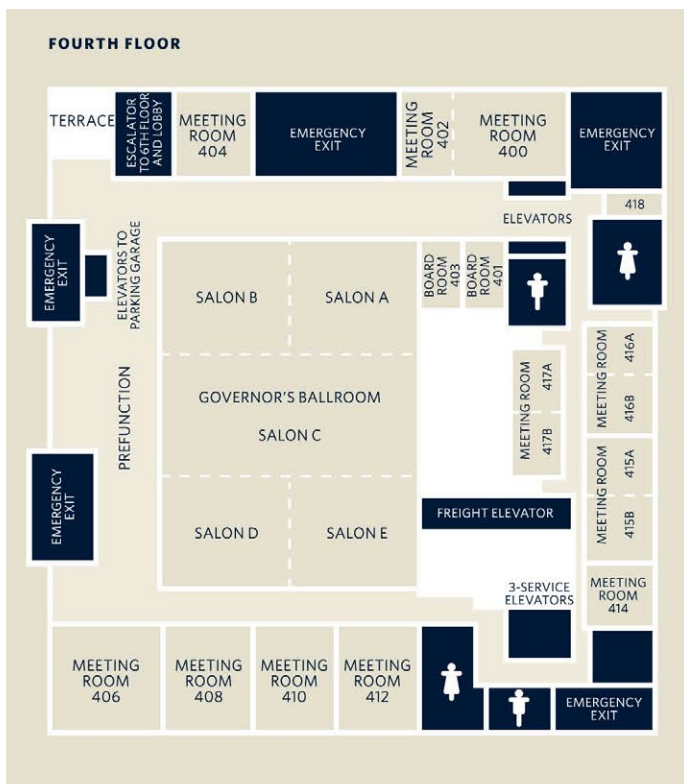 FOURTH FLOOR
TERRACE
ESCALATOR
TO 6TH FLOOR
AND LOBBY
MEETING
ROOM
404
EMERGENCY
EXIT
MEETING
ROOM
402
MEETING
ROOM
400
EMERGENCY
EXIT
418
ELEVATORS
EMERGENCY
EXIT
ELEVATORS TO
PARKING GARAGE
SALON B
SALON A
BOARD
ROOM
403
BOARD
ROOM
401
PREFUNCTION
GOVERNOR'S BALLROOM
SALON C
MEETING ROOM
417A
417B
MEETING ROOM
416A
416B
MEETING ROOM
415A
415B
EMERGENCY
EXIT
SALON D
SALON E
FREIGHT ELEVATOR
3-SERVICE
ELEVATORS
MEETING
ROOM
414
MEETING
ROOM
406
MEETING
ROOM
408
MEETING
ROOM
410
MEETING
ROOM
412
EMERGENCY
EXIT